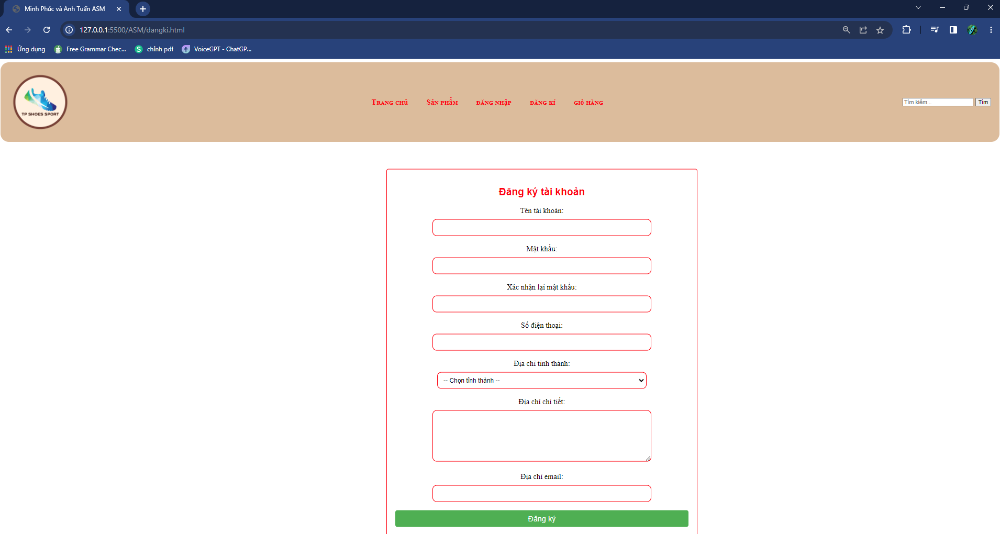 Minh Phúc và Anh Tuấn ASM
127.0.0.1:5500/ASM/dangki.html
Ứng dụng Free Grammar Chec... chỉnh pdf VoiceGPT - ChatGP...
TP SHOES SPORT
Trang chủ Sản phẩm đăng nhập đăng kí giỏ hàng
Tìm kiếm... Tìm
Đăng ký tài khoản
Tên tài khoản:
Mật khẩu:
Xác nhận lại mật khẩu:
Số điện thoại:
Địa chỉ tỉnh thành:
-- Chọn tỉnh thành --
Địa chỉ chi tiết:
Địa chỉ email:
Đăng ký